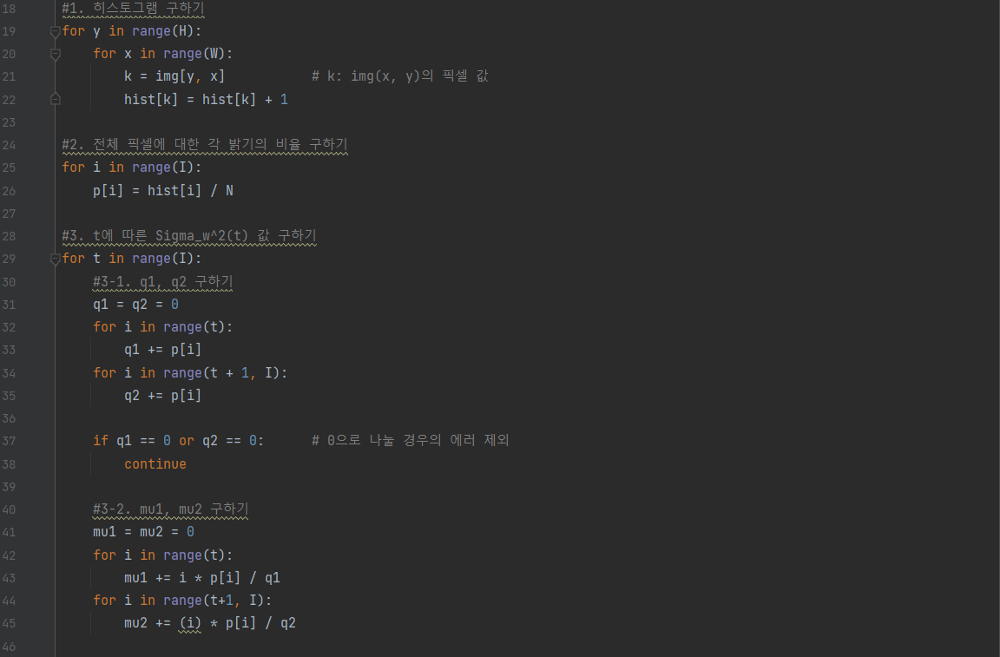 18 #1. 히스토그램 구하기
19 for y in range(H):
20 for x in range(W):
21 k = img[y, x] # k: img(x, y)의 픽셀 값
22 hist[k] = hist[k] + 1
23
24 #2. 전체 픽셀에 대한 각 밝기의 비율 구하기
25 for i in range(I):
26 p[i] = hist[i] / N
27
28 #3. t에 따른 Sigma_w^2(t) 값 구하기
29 for t in range(I):
30 #3-1. q1, q2 구하기
31 q1 = q2 = 0
32 for i in range(t):
33 q1 += p[i]
34 for i in range(t + 1, I):
35 q2 += p[i]
36
37 if q1 == 0 or q2 == 0: # 0으로 나눌 경우의 에러 제외
38 continue
39
40 #3-2. mu1, mu2 구하기
41 mu1 = mu2 = 0
42 for i in range(t):
43 mu1 += i * p[i] / q1
44 for i in range(t+1, I):
45 mu2 += (i) * p[i] / q2
46